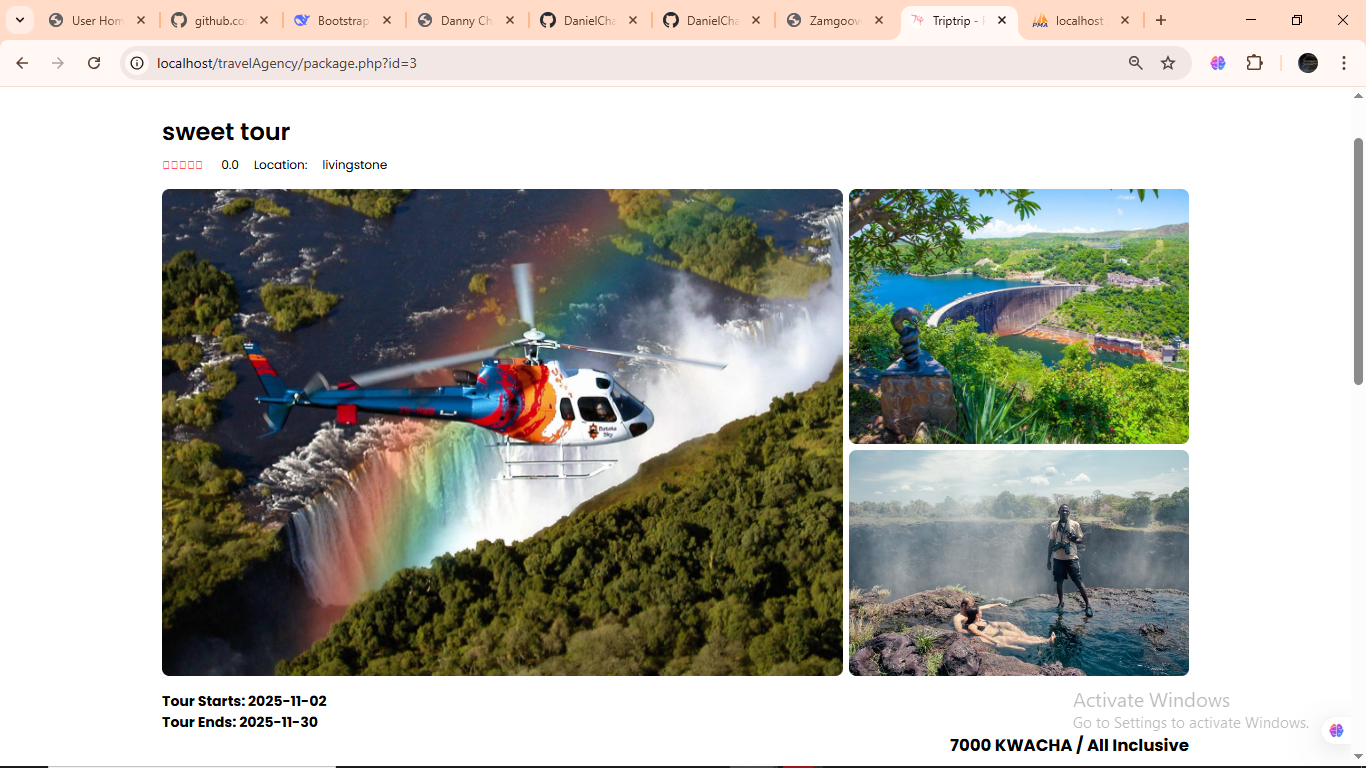 User Hom
github.co
Bootstrap
Danny Ch
DanielCha
DanielCha
Zamgoov
Triptrip -
localhost
localhost/travelAgency/package.php?id=3
sweet tour
0.0 Location: livingstone
Batoka
Sky
Tour Starts: 2025-11-02
Tour Ends: 2025-11-30
Activate Windows
Go to Settings to activate Windows.
7000 KWACHA / All Inclusive